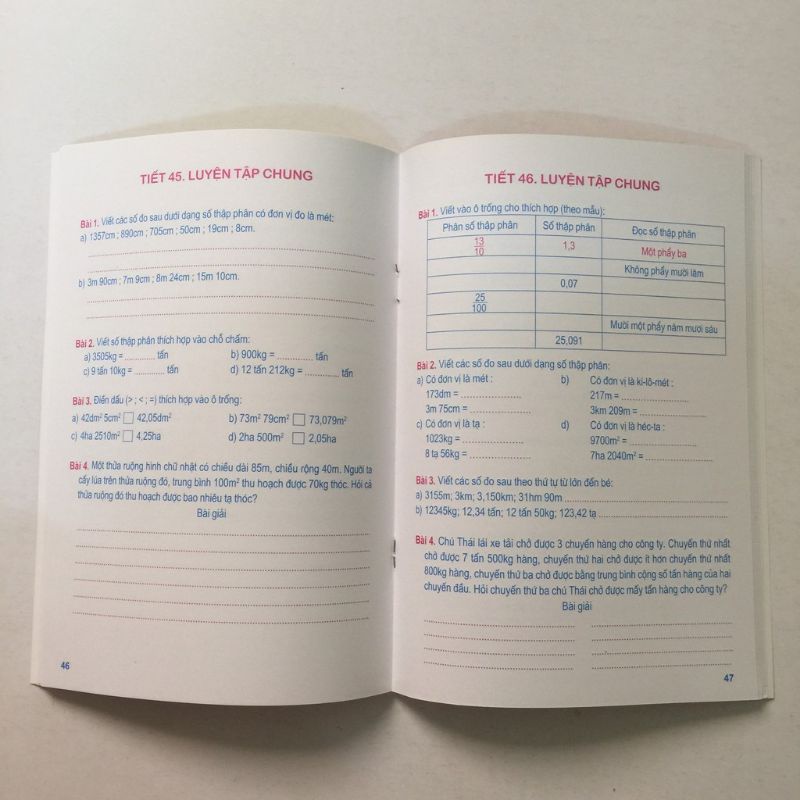 TIẾT 45. LUYỆN TẬP CHUNG
Bài 1. Viết các số đo sau dưới dạng số thập phân có đơn vị đo là mét:
a) 1357cm ; 890cm ; 705cm ; 50cm ; 19cm ; 8cm.
b) 3m 90cm ; 7m 9cm ; 8m 24cm ; 15m 10cm.
Bài 2. Viết số thập phân thích hợp vào chỗ chấm:
a) 3505kg = ............ tấn b) 900kg = ............ tấn
c) 9 tấn 10kg = ............ tấn d) 12 tấn 212kg = ............ tấn
Bài 3. Điền dấu (> ; < ; =) thích hợp vào ô trống:
a) 42dm² 5cm² □ 42,05dm² b) 73m² 79cm² □ 73,079m²
c) 4ha 2510m² □ 4,25ha d) 2ha 500m² □ 2,05ha
Bài 4. Một thửa ruộng hình chữ nhật có chiều dài 85m, chiều rộng 40m. Người ta
cấy lúa trên thửa ruộng đó, trung bình 100m² thu hoạch được 70kg thóc. Hỏi cả
thửa ruộng đó thu hoạch được bao nhiêu tạ thóc?
Bài giải
46
TIẾT 46. LUYỆN TẬP CHUNG
Bài 1. Viết vào ô trống cho thích hợp (theo mẫu):
Phân số thập phân Số thập phân Đọc số thập phân
13/10 1,3 Một phẩy ba
Không phẩy mười lăm
0,07
25/100
Mười một phẩy năm mươi sáu
25,091
Bài 2. Viết các số đo sau dưới dạng số thập phân:
a) Có đơn vị là mét : b) Có đơn vị là ki-lô-mét :
173dm = .................. 217m = ..................
3m 75cm = .................. 3km 209m = ..................
c) Có đơn vị là tạ : d) Có đơn vị là héc-ta :
1023kg = .................. 9700m² = ..................
8 tạ 56kg = .................. 7ha 2040m² = ..................
Bài 3. Viết các số đo sau theo thứ tự từ lớn đến bé:
a) 3155m; 3km; 3,150km; 31hm 90m ..................
b) 12345kg; 12,34 tấn; 12 tấn 50kg; 123,42 tạ ..................
Bài 4. Chú Thái lái xe tải chở được 3 chuyến hàng cho công ty. Chuyến thứ nhất
chở được 7 tấn 500kg hàng, chuyến thứ hai chở được ít hơn chuyến thứ nhất
800kg hàng, chuyến thứ ba chở được bằng trung bình cộng số tấn hàng của hai
chuyến đầu. Hỏi chuyến thứ ba chú Thái chở được mấy tấn hàng cho công ty?
Bài giải
47